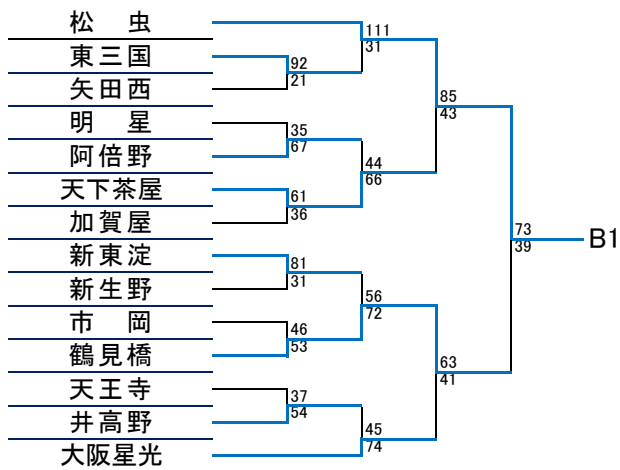 松　虫
111
31
東三国
92
21
矢田西
85
43
明　星
35
67
阿倍野
44
66
天下茶屋
61
36
加賀屋
73
39
B1
新東淀
81
31
新生野
56
72
市　岡
46
53
鶴見橋
63
41
天王寺
37
54
井高野
45
74
大阪星光